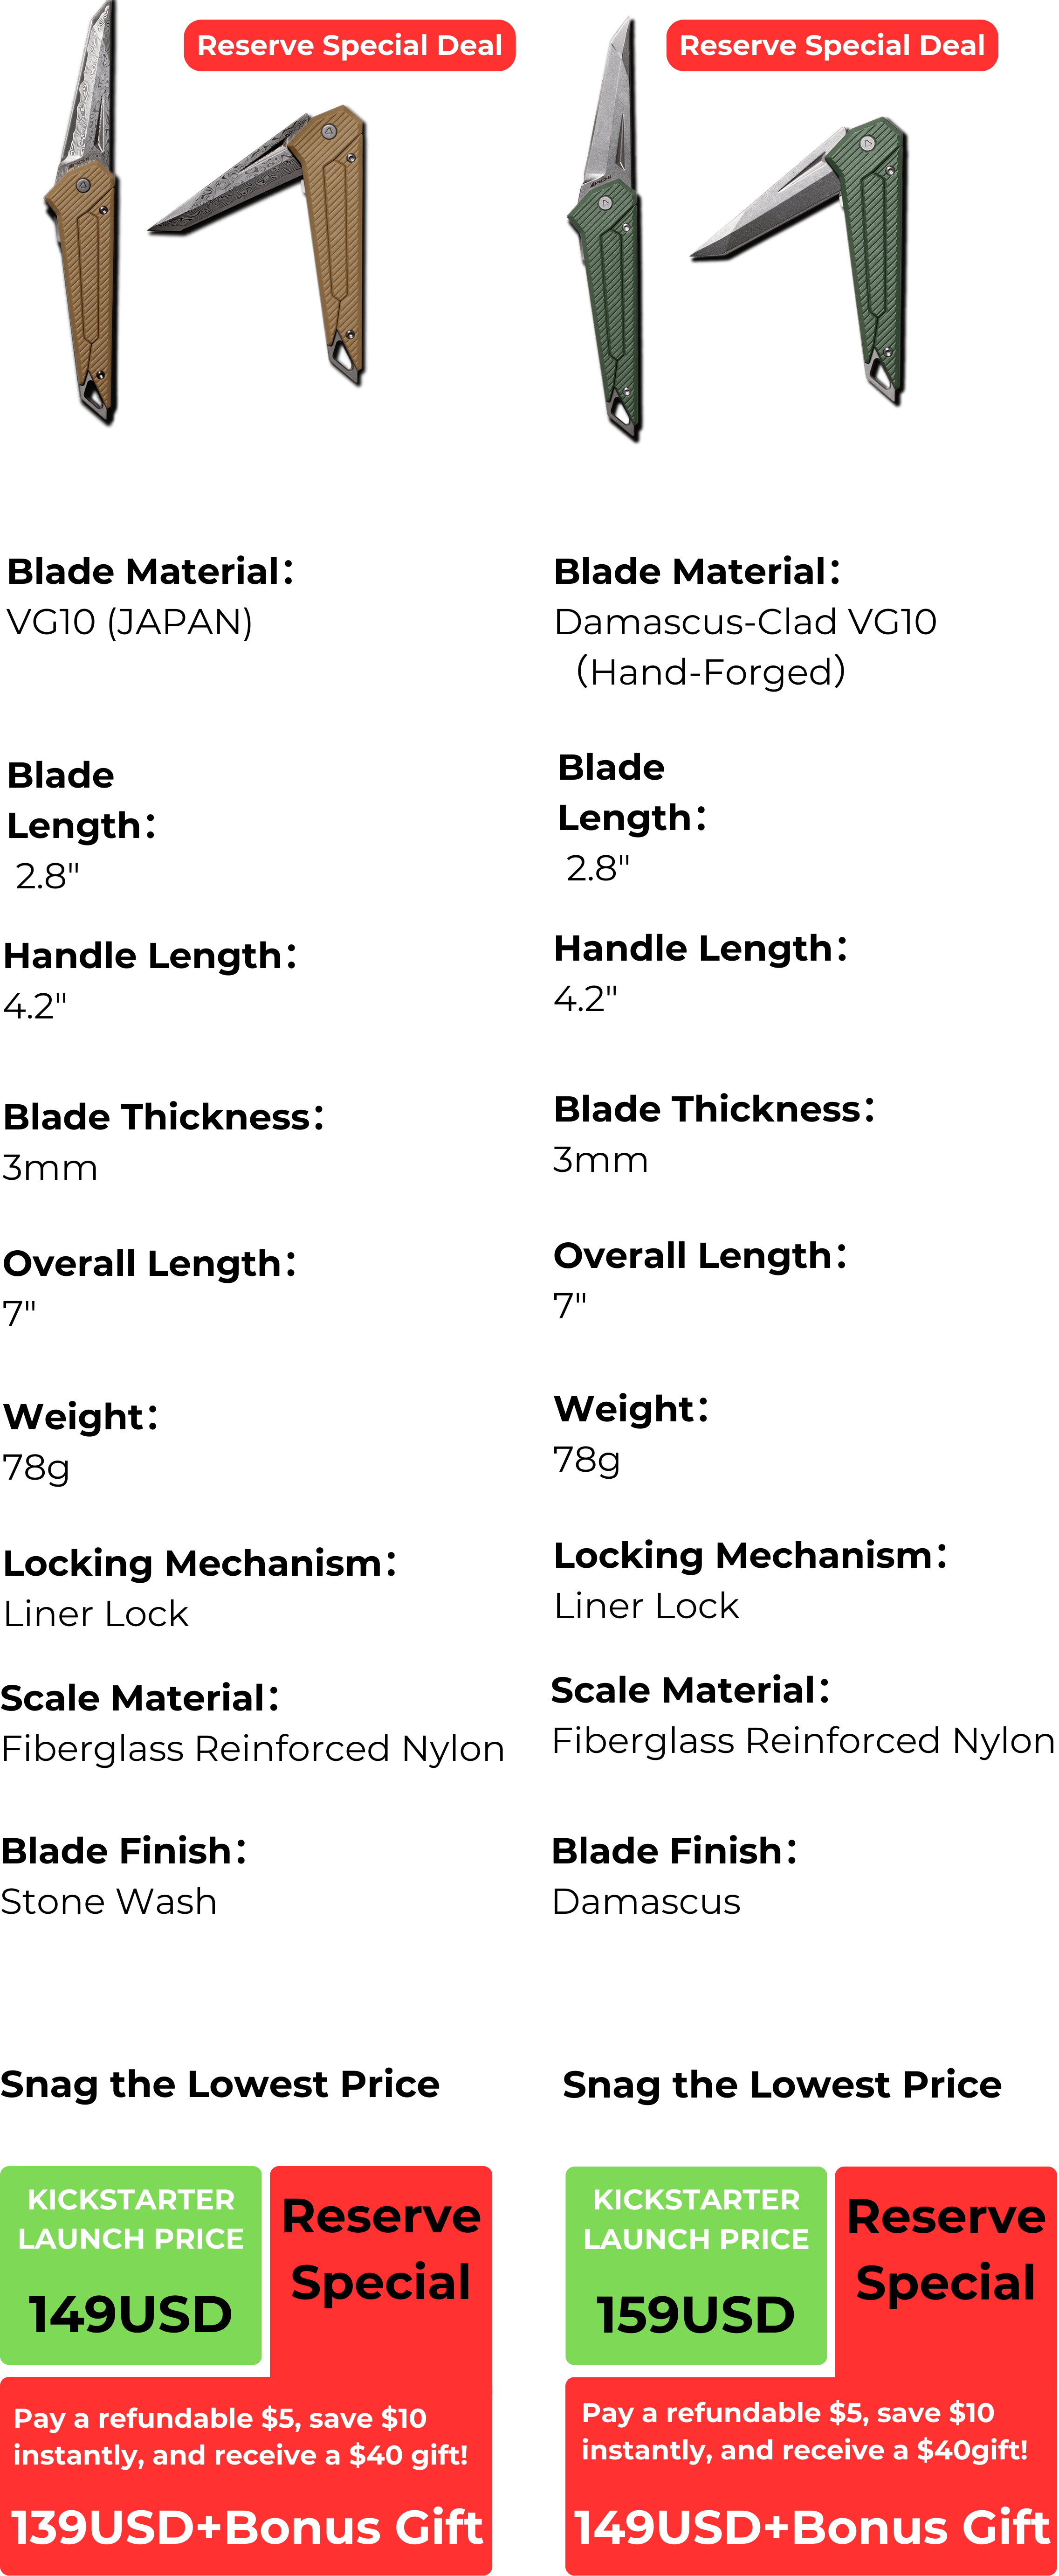 Reserve Special Deal
Reserve Special Deal
Blade Material：
VG10 (JAPAN)
Blade
Length：
2.8"
Handle Length：
4.2"
Blade Thickness：
3mm
Overall Length：
7"
Weight：
78g
Locking Mechanism：
Liner Lock
Scale Material：
Fiberglass Reinforced Nylon
Blade Finish：
Stone Wash
Snag the Lowest Price
KICKSTARTER
LAUNCH PRICE
149USD
Reserve
Special
Pay a refundable $5, save $10
instantly, and receive a $40 gift!
139USD+Bonus Gift
Blade Material：
Damascus-Clad VG10
（Hand-Forged）
Blade
Length：
2.8"
Handle Length：
4.2"
Blade Thickness：
3mm
Overall Length：
7"
Weight：
78g
Locking Mechanism：
Liner Lock
Scale Material：
Fiberglass Reinforced Nylon
Blade Finish：
Damascus
Snag the Lowest Price
KICKSTARTER
LAUNCH PRICE
159USD
Reserve
Special
Pay a refundable $5, save $10
instantly, and receive a $40gift!
149USD+Bonus Gift